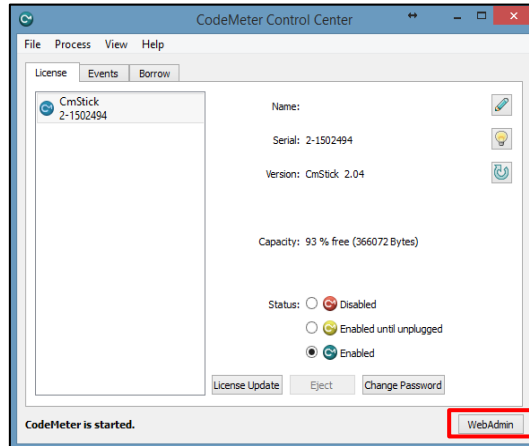 CodeMeter Control Center
File Process View Help
License Events Borrow
CmStick
2-1502494
Name:
Serial: 2-1502494
Version: CmStick 2.04
Capacity: 93 % free (366072 Bytes)
Status: Disabled
Enabled until unplugged
Enabled
License Update Eject Change Password
CodeMeter is started. WebAdmin